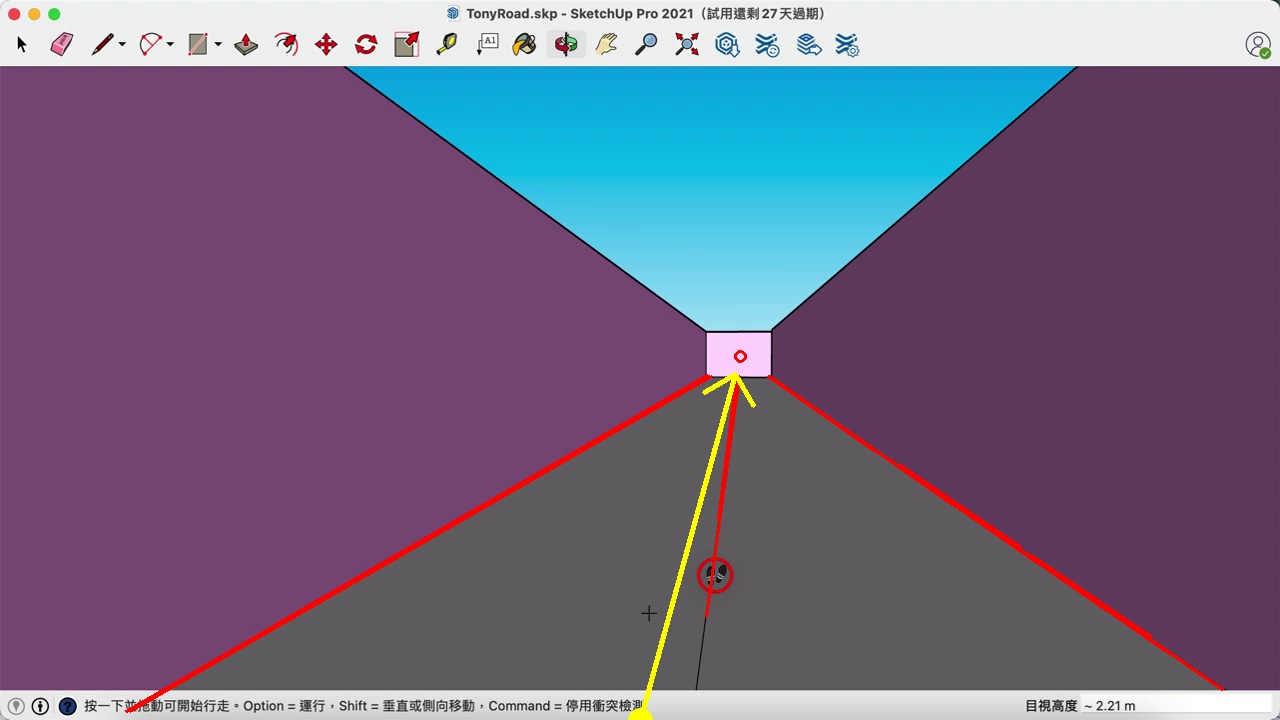 TonyRoad.skp - SketchUp Pro 2021（試用還剩 27 天過期）
A1
按一下並拖動可開始行走。Option = 運行，Shift = 垂直或側向移動，Command = 停用衝突檢測
目視高度 ~ 2.21 m